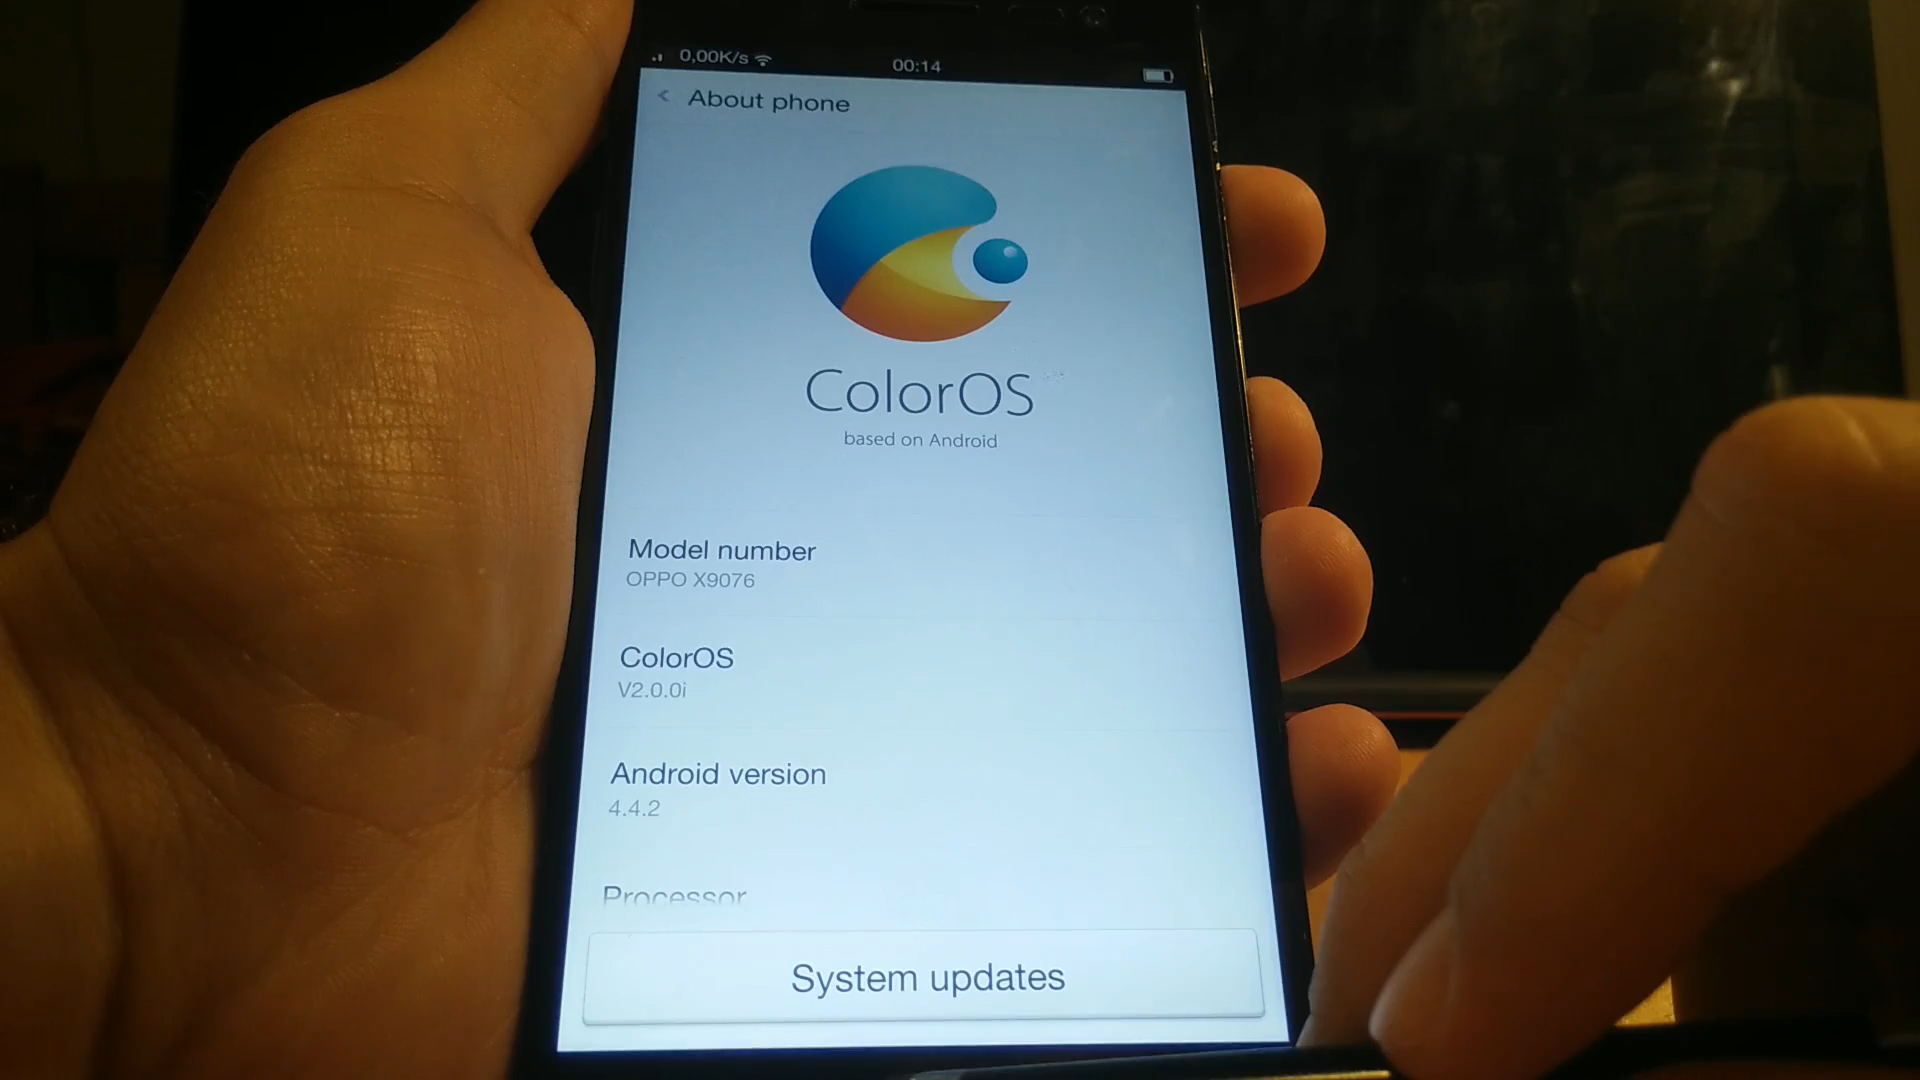 0,00K/s 00:14
About phone
ColorOS
based on Android
Model number
OPPO X9076
ColorOS
V2.0.0i
Android version
4.4.2
Processor
System updates